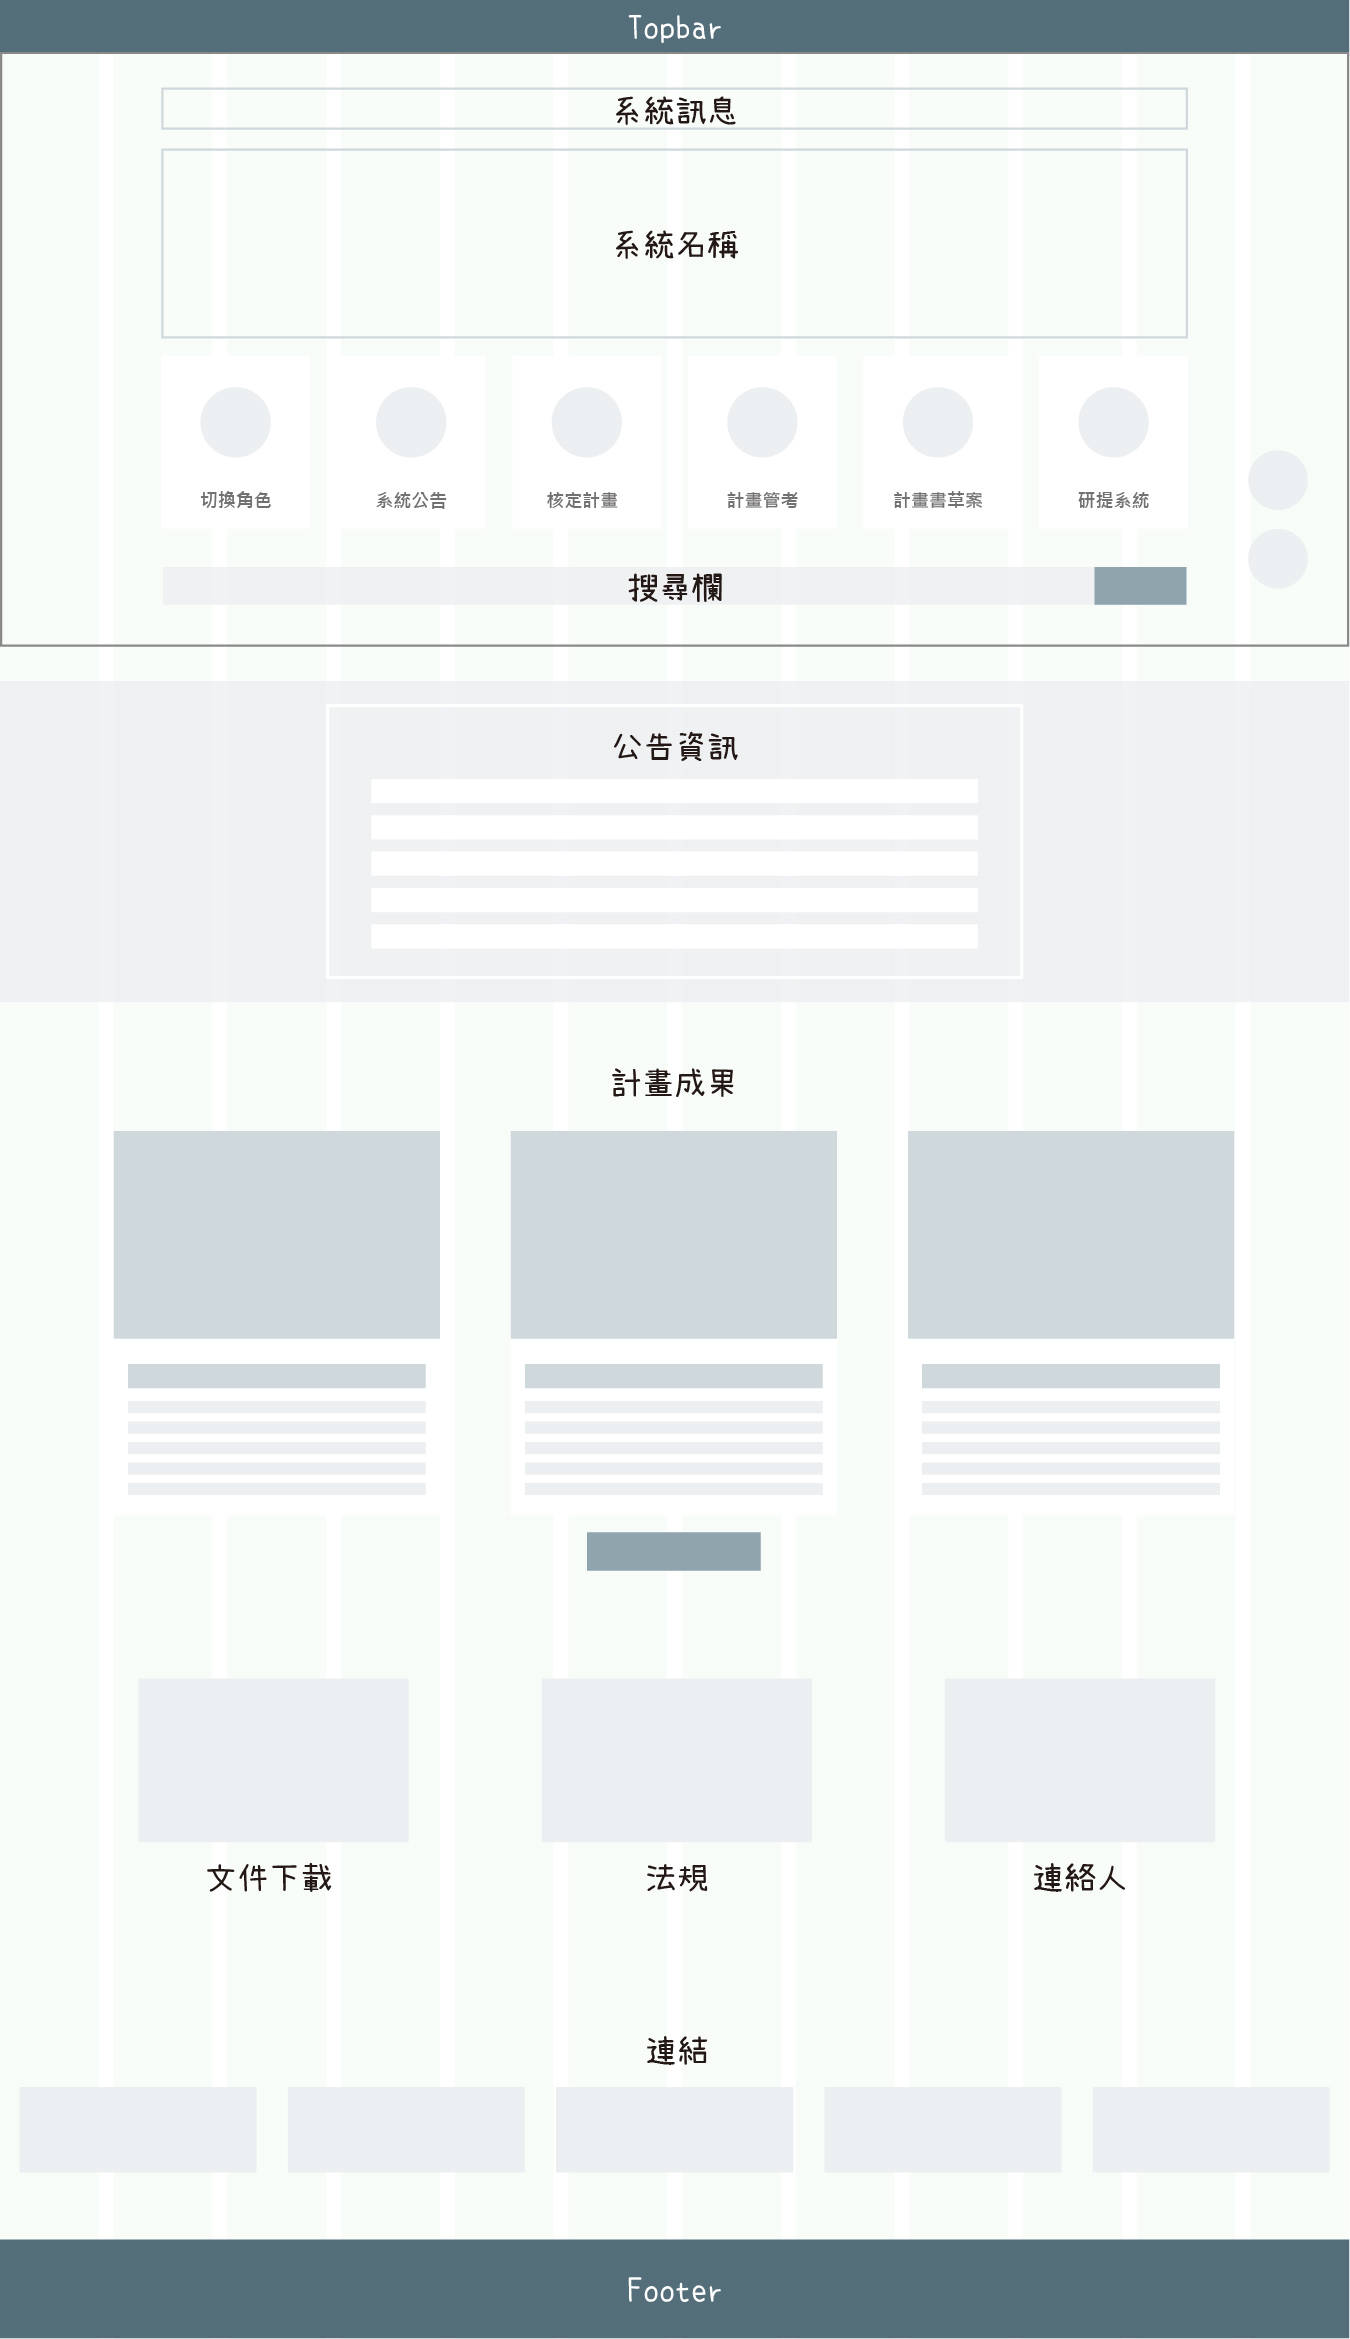 Topbar
系統訊息
系統名稱
切換角色
系統公告
核定計畫
計畫管考
計畫書草案
研提系統
搜尋欄
公告資訊
計畫成果
文件下載
法規
連絡人
連結
Footer